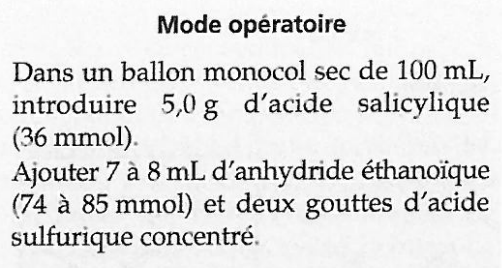 Mode opératoire
Dans un ballon monocol sec de 100 mL,
introduire 5,0 g d'acide salicylique
(36 mmol).
Ajouter 7 à 8 mL d'anhydride éthanoïque
(74 à 85 mmol) et deux gouttes d'acide
sulfurique concentré.